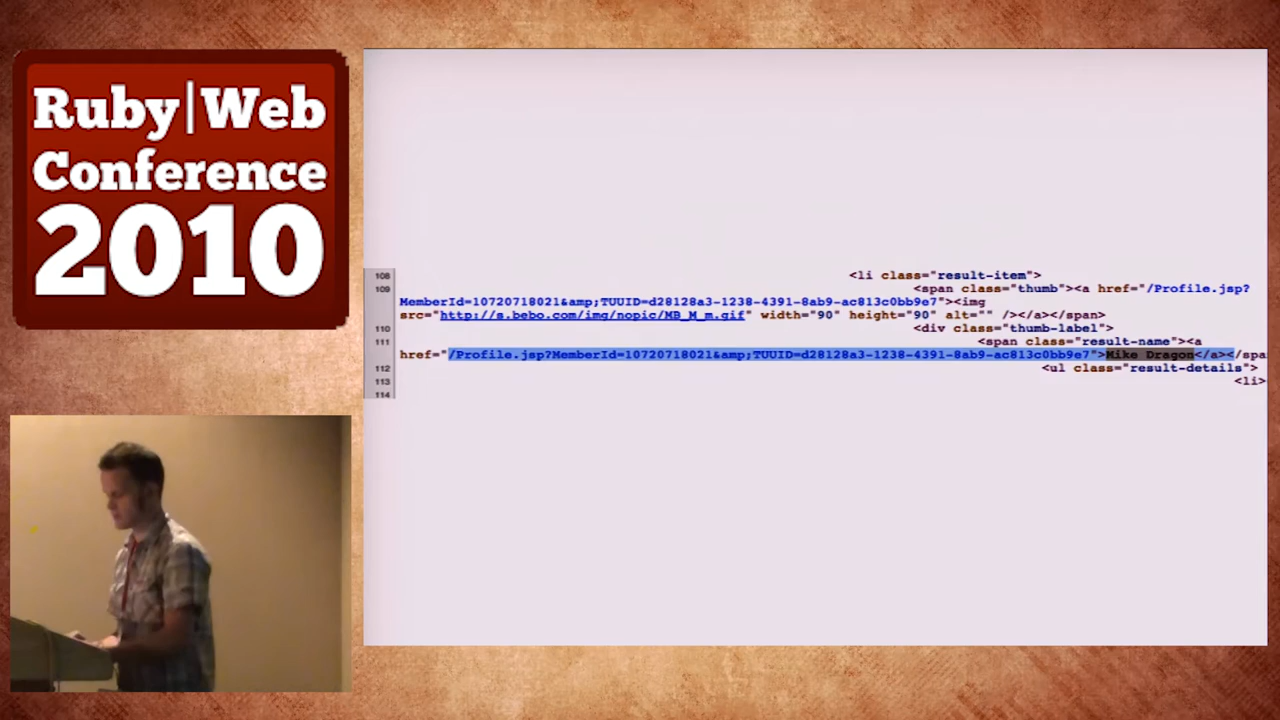 Ruby|Web
Conference
2010
108 <li class="result-item">
109 <span class="thumb"><a href="/Profile.jsp?
MemberId=10720718021&amp;TUUID=d28128a3-1238-4391-8ab9-ac813c0bb9e7"><img
src="http://s.bebo.com/img/nopic/MB_M_m.gif" width="90" height="90" alt="" /></a></span>
110 <div class="thumb-label">
111 <span class="result-name"><a
href="/Profile.jsp?MemberId=10720718021&amp;TUUID=d28128a3-1238-4391-8ab9-ac813c0bb9e7">Mike Dragon</a></spa
112 <ul class="result-details">
113 <li>
114